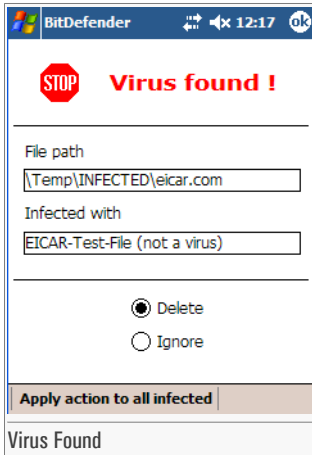 BitDefender 12:17 ok
STOP Virus found !
File path
\Temp\INFECTED\eicar.com
Infected with
EICAR-Test-File (not a virus)
Delete
Ignore
Apply action to all infected
Virus Found